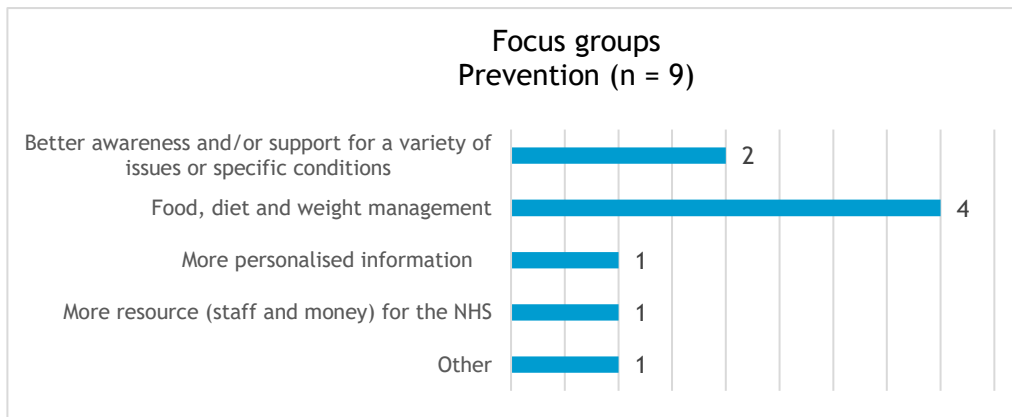 Focus groups
Prevention (n = 9)
Better awareness and/or support for a variety of
issues or specific conditions
2
Food, diet and weight management
4
More personalised information
1
More resource (staff and money) for the NHS
1
Other
1